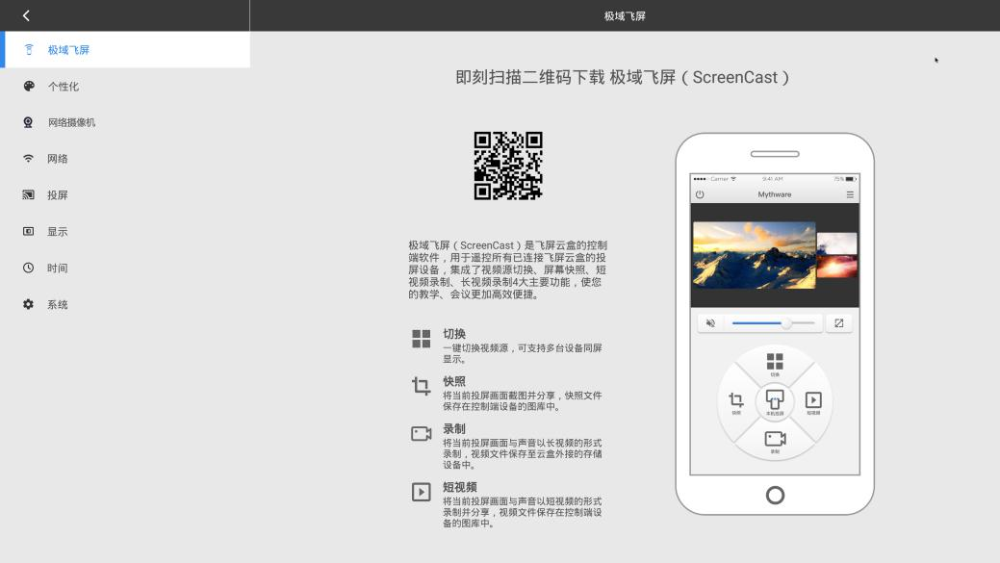 极域飞屏
极域飞屏
个性化
网络摄像机
网络
投屏
显示
时间
系统
即刻扫描二维码下载 极域飞屏（ScreenCast）
极域飞屏（ScreenCast）是飞屏云盒的控制
端软件，用于遥控所有已连接飞屏云盒的投
屏设备，集成了视频源切换、屏幕快照、短
视频录制、长视频录制4大主要功能，使您
的教学、会议更加高效便捷。
切换
一键切换视频源，可支持多台设备同屏
显示。
快照
将当前投屏画面截图并分享，快照文件
保存在控制端设备的图库中。
录制
将当前投屏画面与声音以长视频的形式
录制，视频文件保存至云盒外接的存储
设备中。
短视频
将当前投屏画面与声音以短视频的形式
录制并分享，视频文件保存在控制端设
备的图库中。
Carrier 9:41 AM 75%
Mythware
切换
快照
本机投屏
短视频
录制